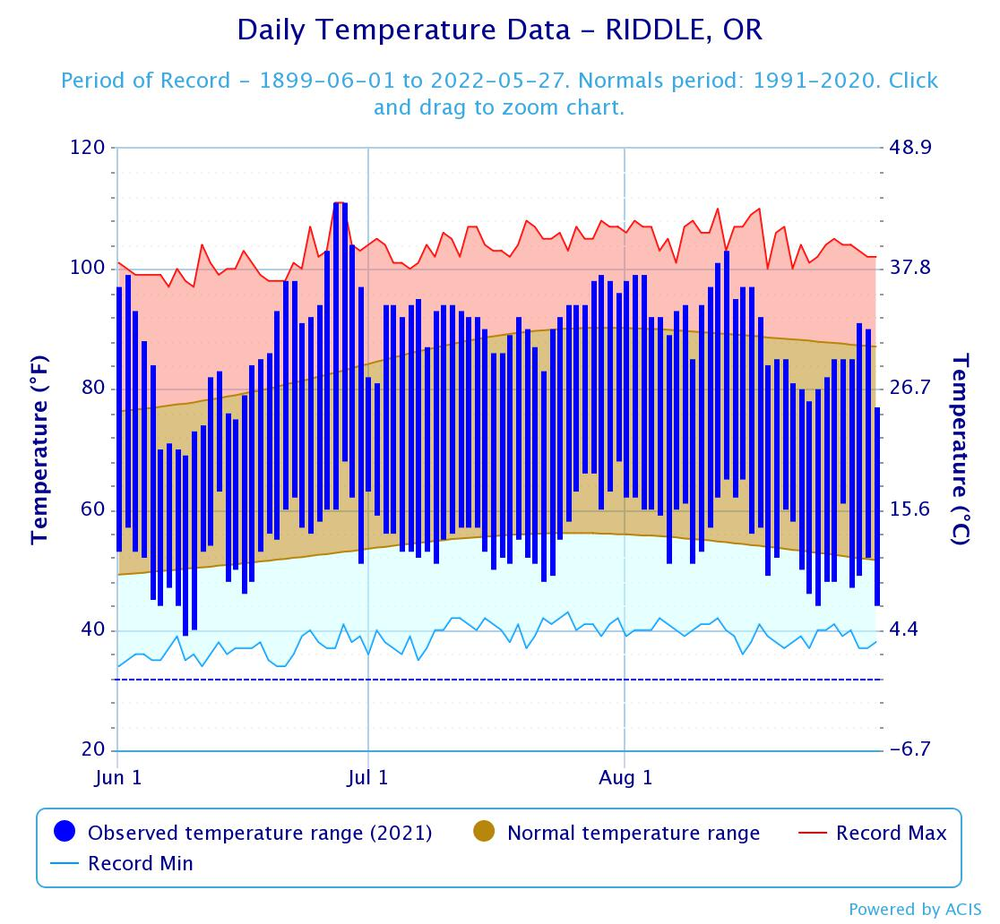 Daily Temperature Data – RIDDLE, OR
Period of Record – 1899–06–01 to 2022–05–27. Normals period: 1991–2020. Click
and drag to zoom chart.
120
100
80
60
40
20
Temperature (°F)
48.9
37.8
26.7
15.6
4.4
–6.7
Temperature (°C)
Jun 1
Jul 1
Aug 1
Observed temperature range (2021)
Normal temperature range
Record Max
Record Min
Powered by ACIS